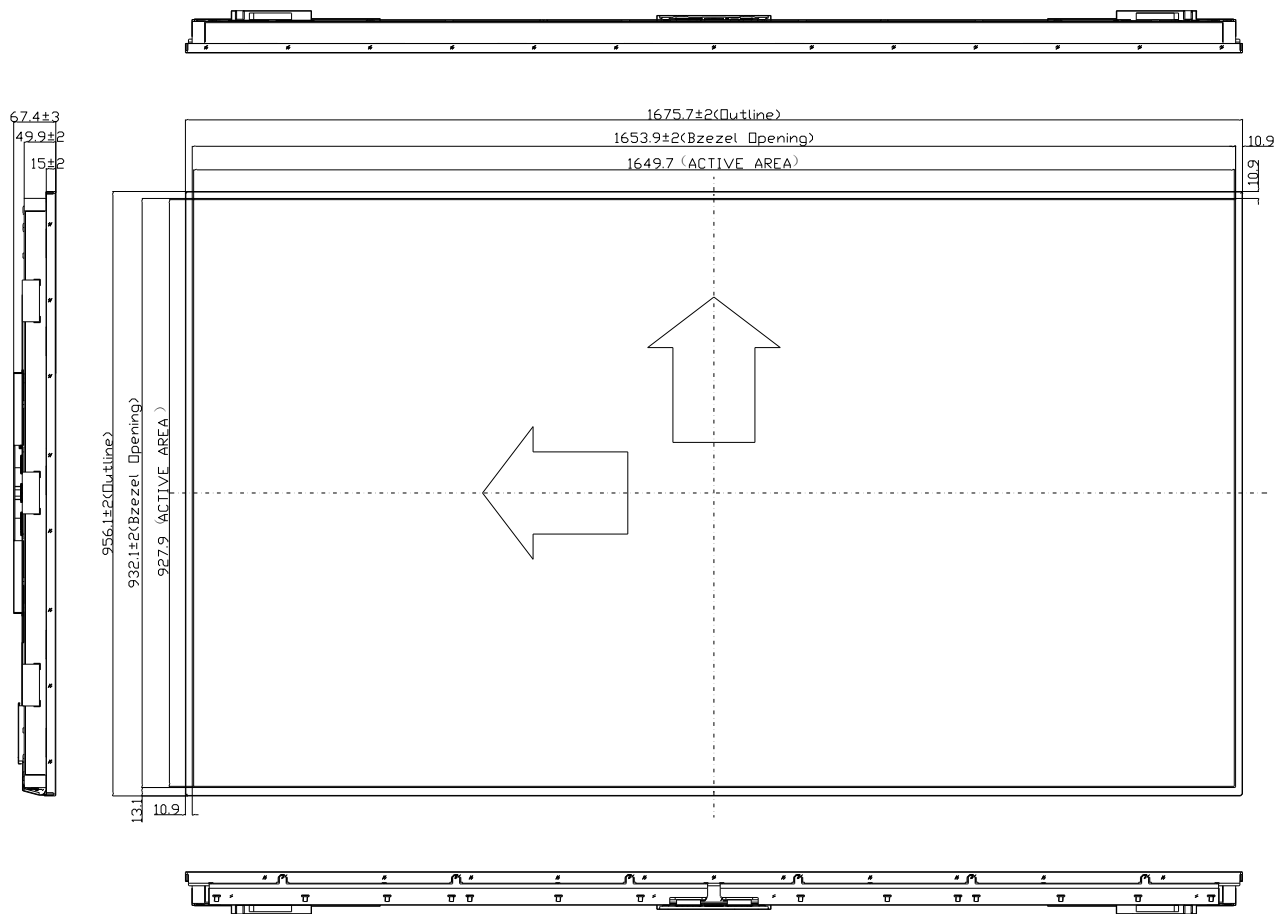 67.4±3
49.9±2
15±2
1675.7±2(Outline)
1653.9±2(Bzezel Opening)
1649.7 (ACTIVE AREA)
10.9
10.9
956.1±2(Outline)
932.1±2(Bzezel Opening)
927.9 (ACTIVE AREA)
13.1
10.9